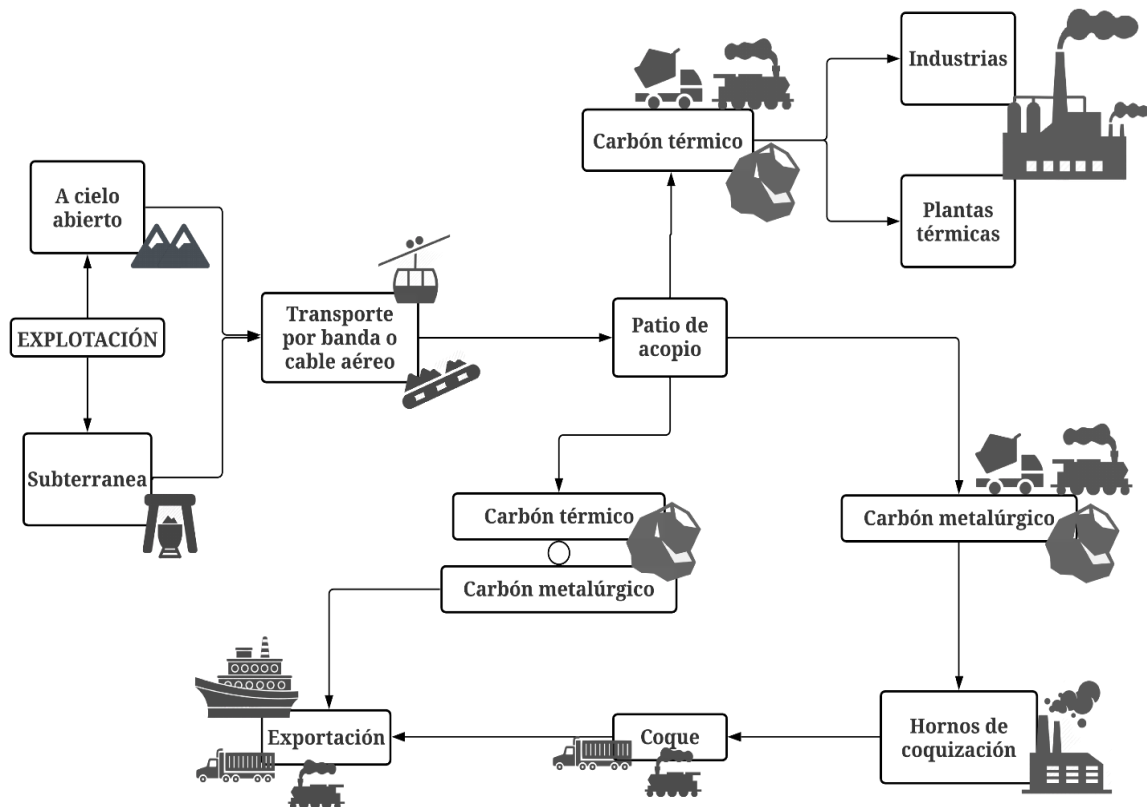 A cielo
abierto
EXPLOTACIÓN
Subterranea
Transporte
por banda o
cable aéreo
Patio de
acopio
Carbón térmico
Industrias
Plantas
térmicas
Carbón térmico
Carbón metalúrgico
Carbón metalúrgico
Hornos de
coquización
Coque
Exportación